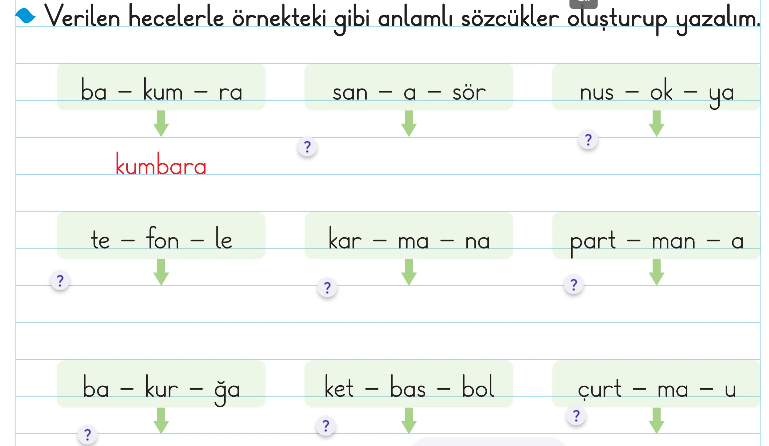 Verilen hecelerle örnekteki gibi anlamlı sözcükler oluşturup yazalım.
ba – kum – ra
san – a – sör
nus – ok – ya
?
?
kumbara
te – fon – le
kar – ma – na
part – man – a
?
?
?
ba – kur – ğa
ket – bas – bol
çurt – ma – u
?
?
?